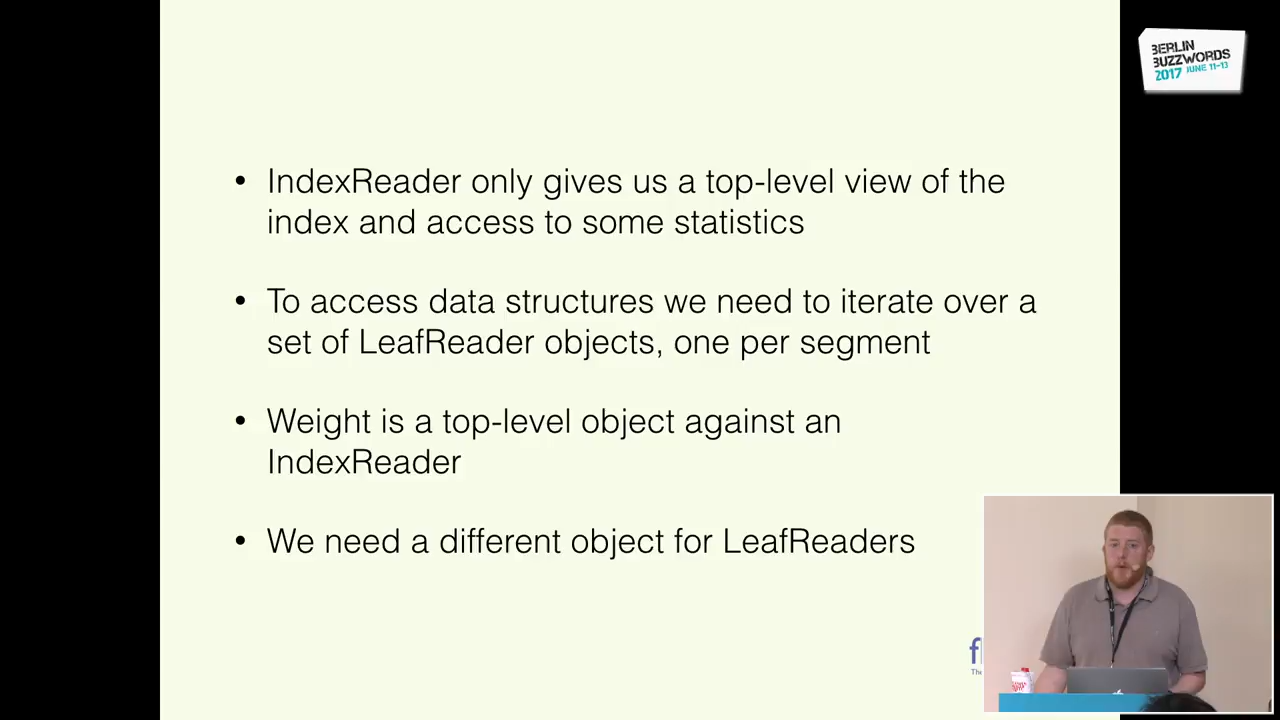 BERLIN
BUZZWORDS
2017 JUNE 11-13
• IndexReader only gives us a top-level view of the
index and access to some statistics
• To access data structures we need to iterate over a
set of LeafReader objects, one per segment
• Weight is a top-level object against an
IndexReader
• We need a different object for LeafReaders